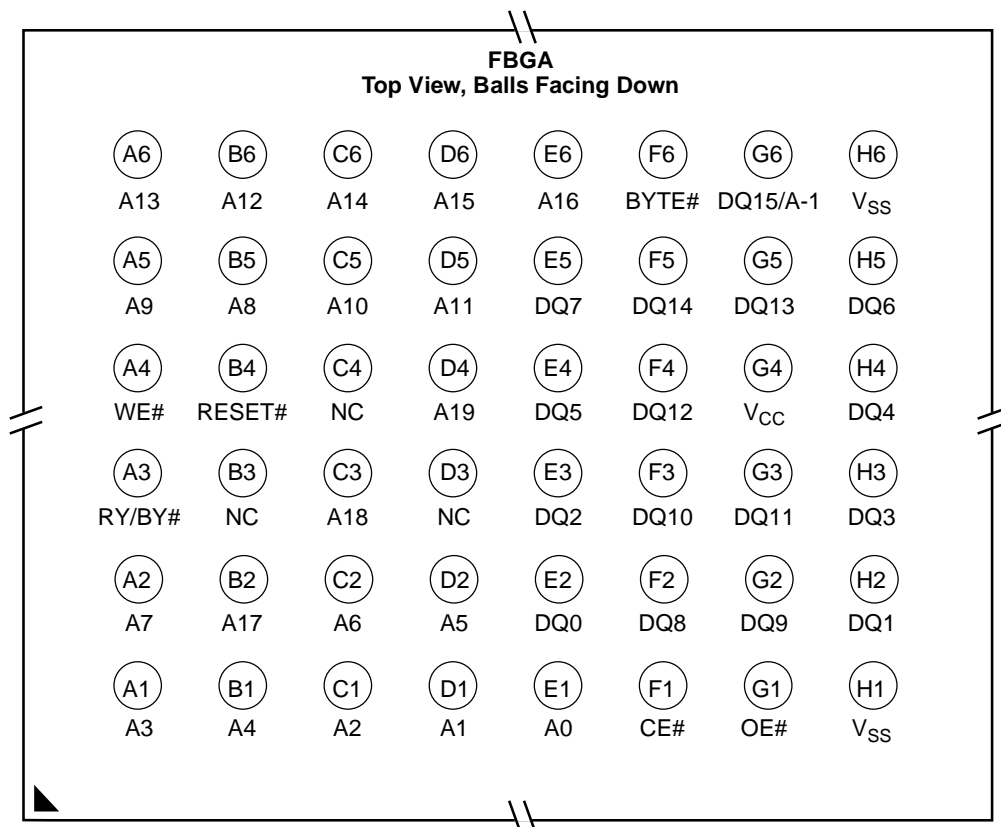 FBGA
Top View, Balls Facing Down
A6 B6 C6 D6 E6 F6 G6 H6
A13 A12 A14 A15 A16 BYTE# DQ15/A-1 VSS
A5 B5 C5 D5 E5 F5 G5 H5
A9 A8 A10 A11 DQ7 DQ14 DQ13 DQ6
A4 B4 C4 D4 E4 F4 G4 H4
WE# RESET# NC A19 DQ5 DQ12 VCC DQ4
A3 B3 C3 D3 E3 F3 G3 H3
RY/BY# NC A18 NC DQ2 DQ10 DQ11 DQ3
A2 B2 C2 D2 E2 F2 G2 H2
A7 A17 A6 A5 DQ0 DQ8 DQ9 DQ1
A1 B1 C1 D1 E1 F1 G1 H1
A3 A4 A2 A1 A0 CE# OE# VSS